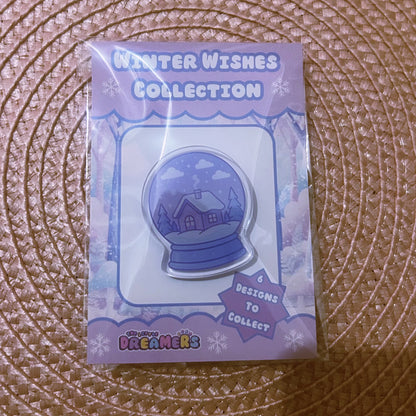 Winter Wishes
Collection
6
Designs
To
Collect
DREAMERS